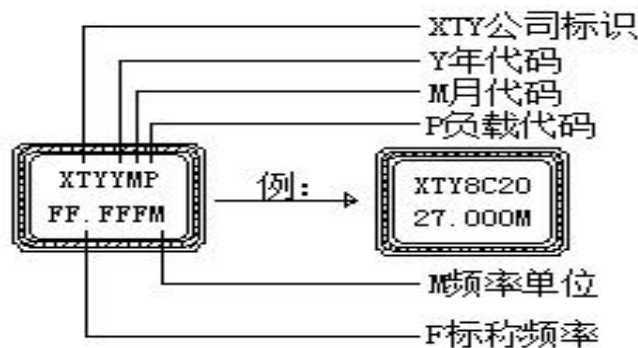 XTY公司标识
Y年代码
M月代码
P负载代码
XTYYMP
FF.FFFM
例:
XTY8C20
27.000M
M频率单位
F标称频率